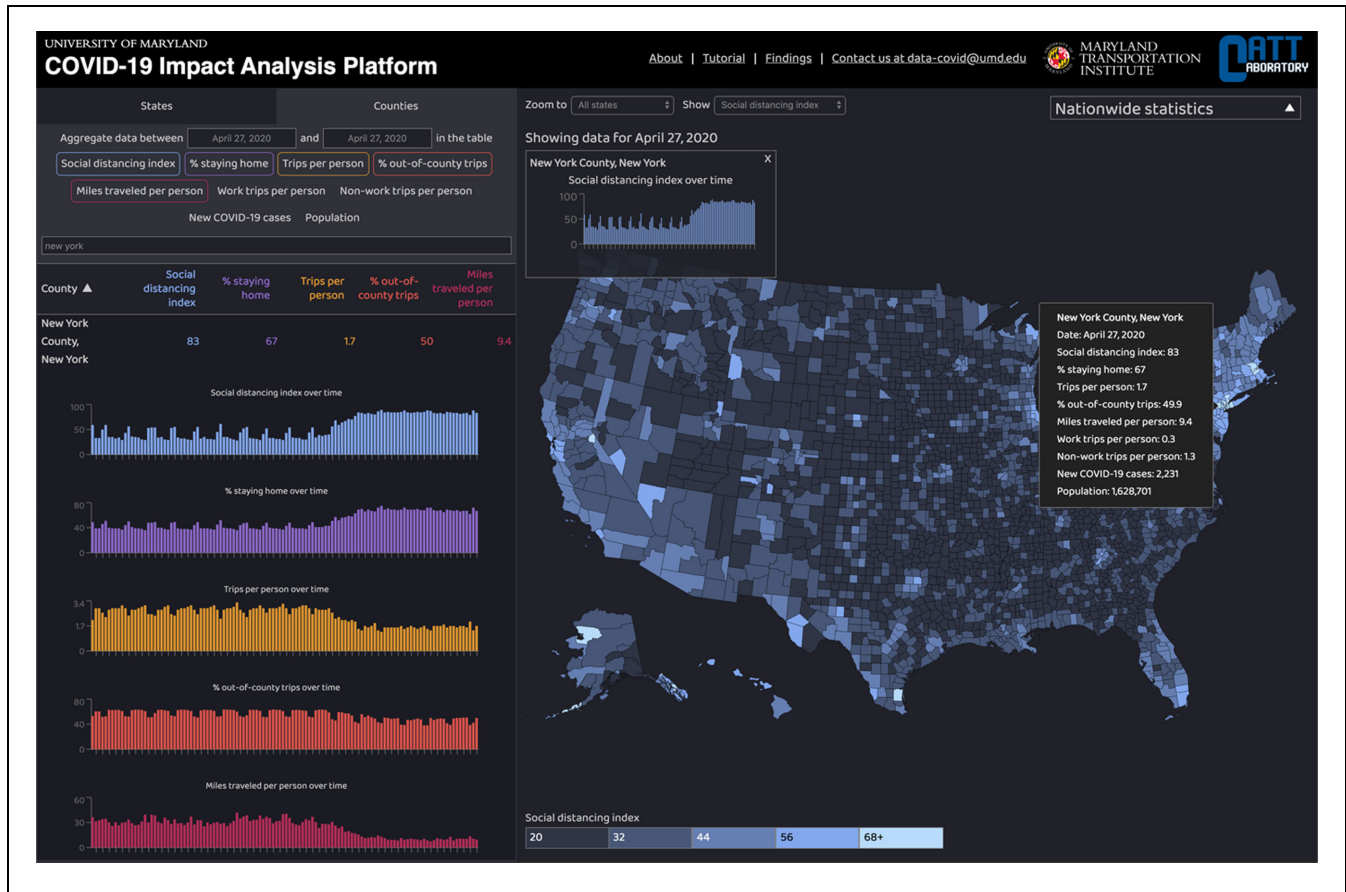 UNIVERSITY OF MARYLAND
COVID-19 Impact Analysis Platform
About | Tutorial | Findings | Contact us at data-covid@umd.edu
MARYLAND
TRANSPORTATION
INSTITUTE
CATT
LABORATORY
States
Counties
Aggregate data between April 27, 2020 and April 27, 2020 in the table
Social distancing index % staying home Trips per person % out-of-county trips
Miles traveled per person Work trips per person Non-work trips per person
New COVID-19 cases Population
new york
County ▲
Social
distancing
index
% staying
home
Trips per
person
% out-of-
county trips
Miles
traveled per
person
New York
County,
New York
83 67 1.7 50 9.4
Social distancing index over time
100
50
0
% staying home over time
80
40
0
Trips per person over time
3.4
1.7
0
% out-of-county trips over time
80
40
0
Miles traveled per person over time
60
30
0
Zoom to All states Show Social distancing index
Nationwide statistics ▲
Showing data for April 27, 2020
New York County, New York X
Social distancing index over time
100
50
0
New York County, New York
Date: April 27, 2020
Social distancing index: 83
% staying home: 67
Trips per person: 1.7
% out-of-county trips: 49.9
Miles traveled per person: 9.4
Work trips per person: 0.3
Non-work trips per person: 1.3
New COVID-19 cases: 2,231
Population: 1,628,701
Social distancing index
20 32 44 56 68+